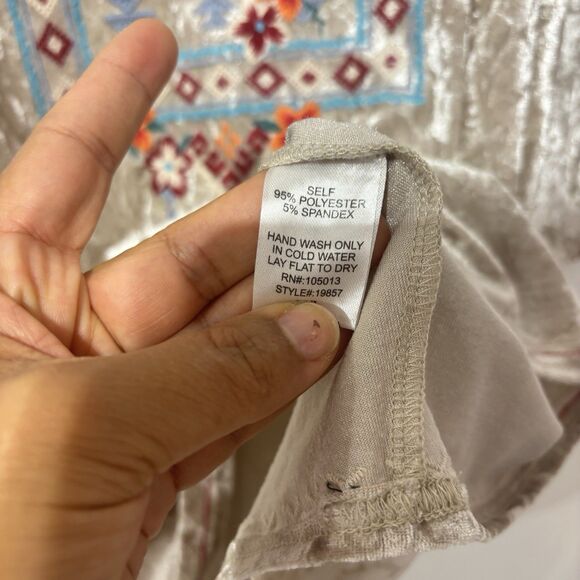 SELF
95% POLYESTER
5% SPANDEX
HAND WASH ONLY
IN COLD WATER
LAY FLAT TO DRY
RN#:105013
STYLE#:19857